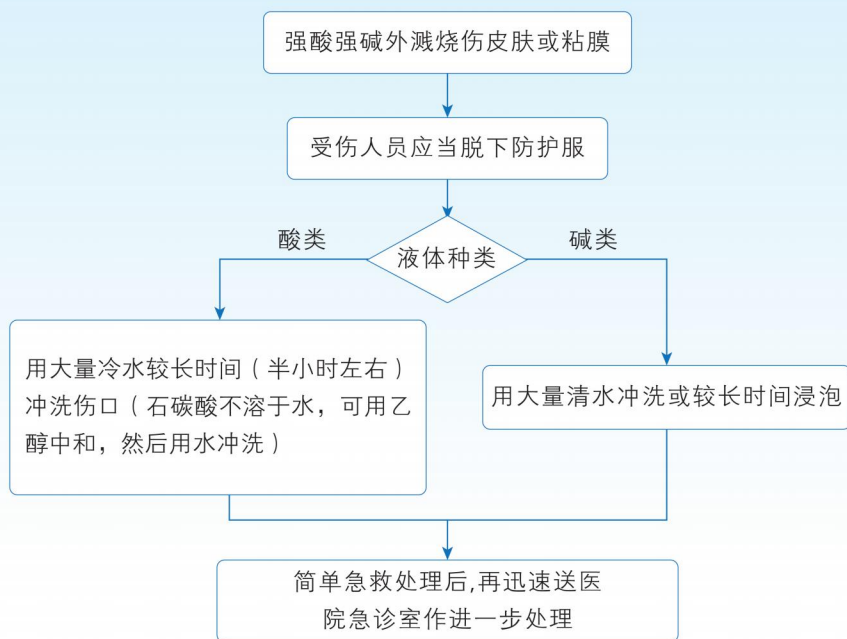 强酸强碱外溅烧伤皮肤或粘膜
受伤人员应当脱下防护服
酸类
液体种类
碱类
用大量冷水较长时间（半小时左右）
冲洗伤口（石碳酸不溶于水，可用乙
醇中和，然后用水冲洗）
用大量清水冲洗或较长时间浸泡
简单急救处理后,再迅速送医
院急诊室作进一步处理